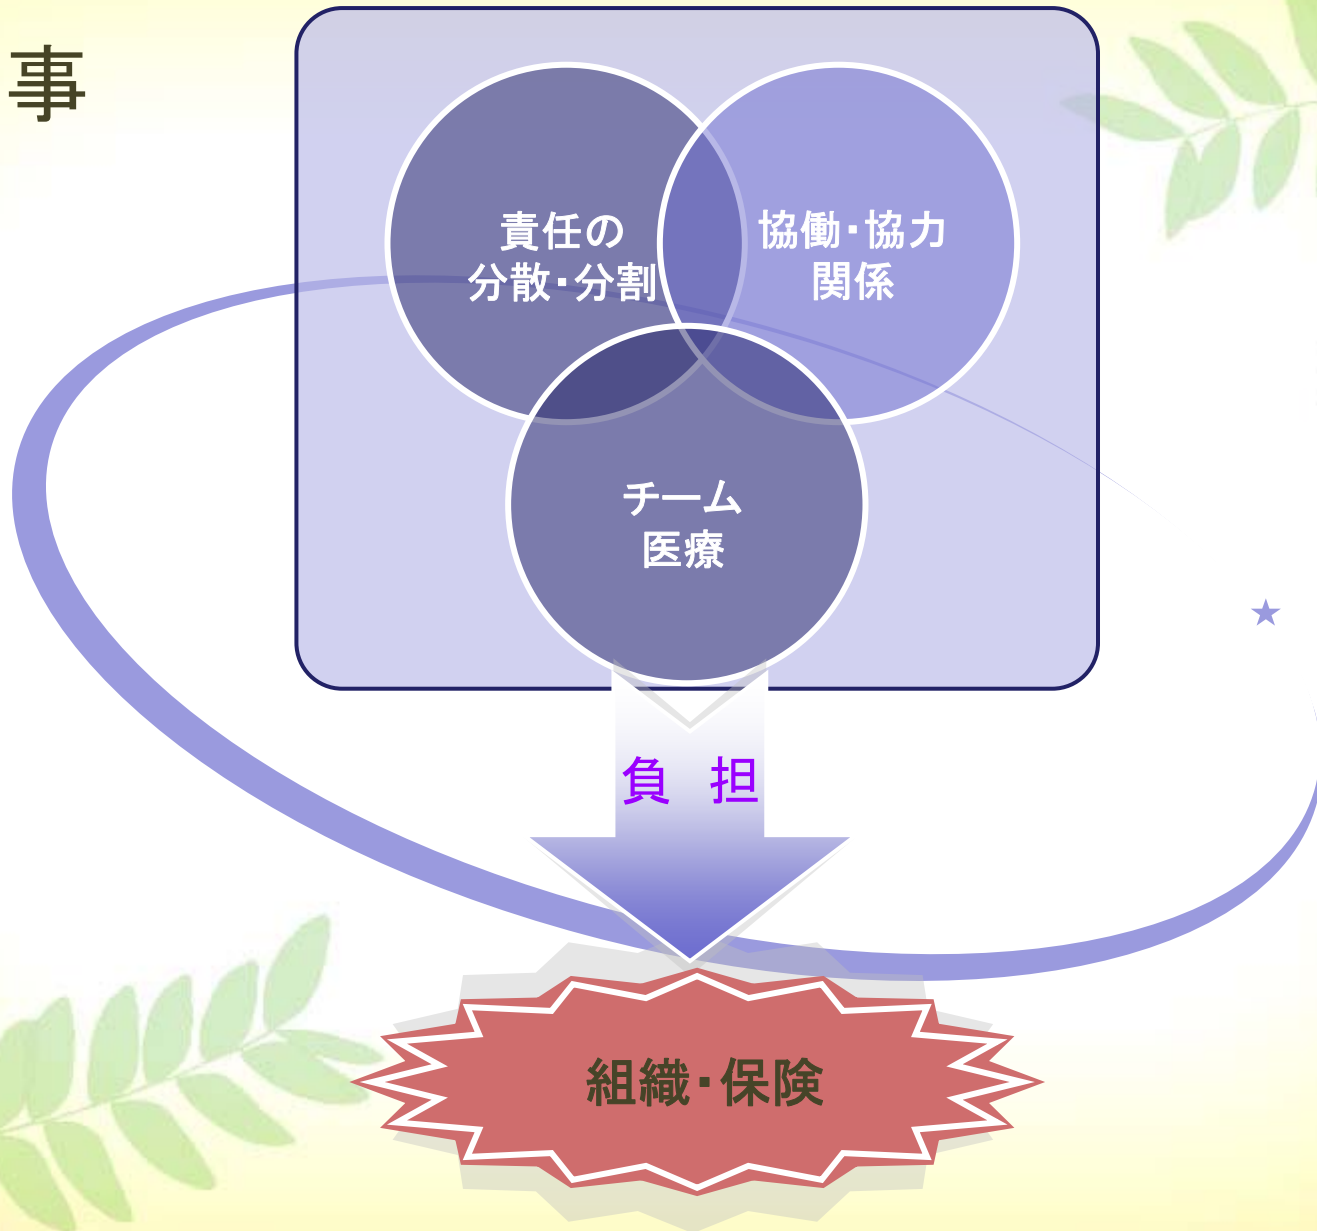 事
責任の
分散・分割
協働・協力
関係
チーム
医療
負　担
組織・保険